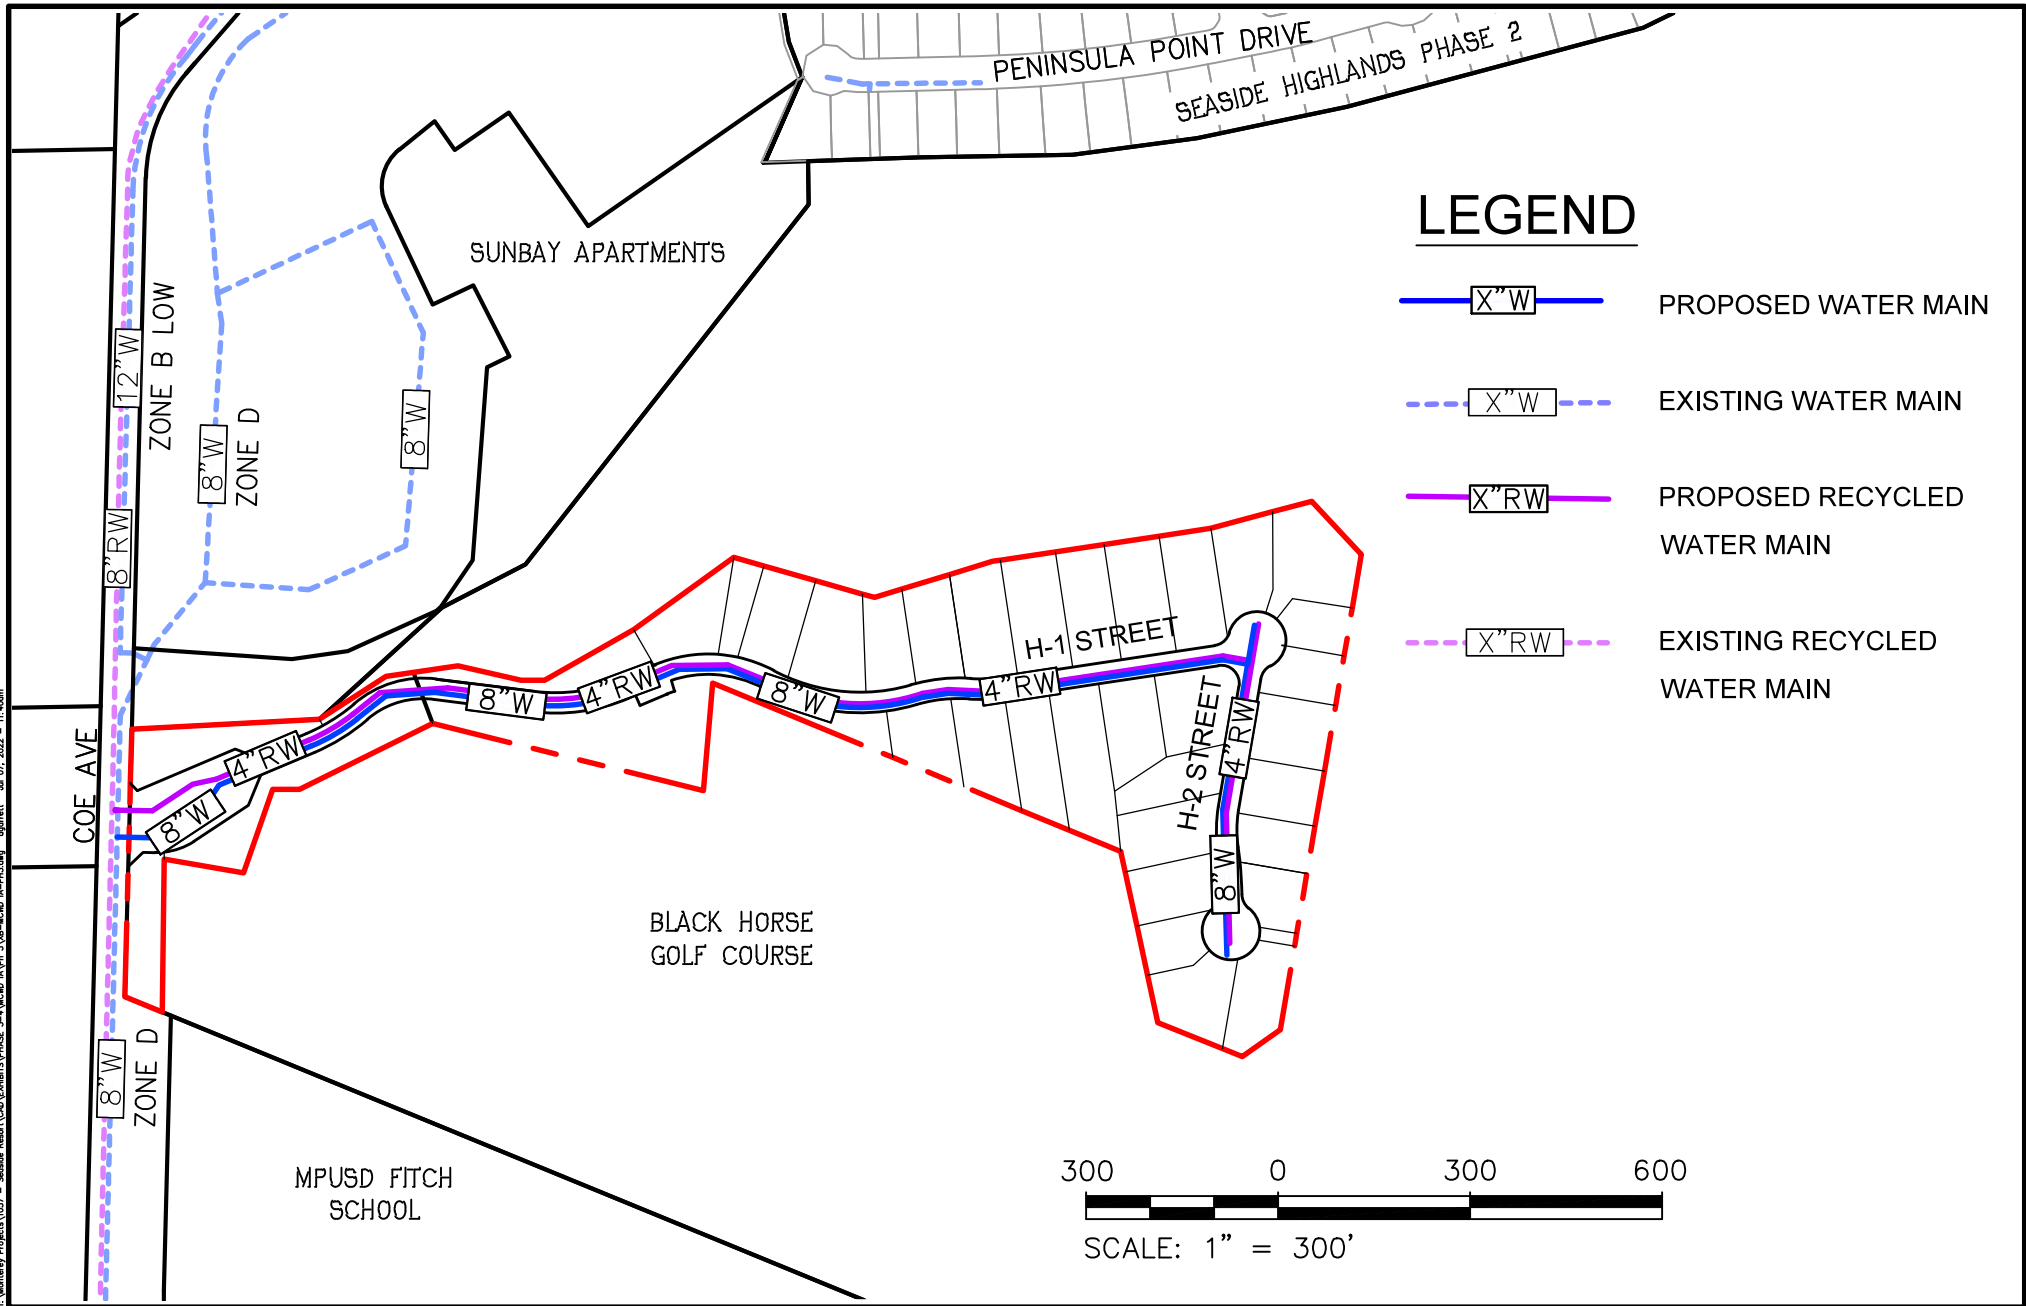 PENINSULA POINT DRIVE
SEASIDE HIGHLANDS PHASE 2
SUNBAY APARTMENTS
LEGEND
X"W
PROPOSED WATER MAIN
X"W
EXISTING WATER MAIN
X"RW
PROPOSED RECYCLED
WATER MAIN
X"RW
EXISTING RECYCLED
WATER MAIN
12"W
ZONE B LOW
8"W
ZONE D
8"W
8"RW
COE AVE
4"RW
8"W
8"W
4"RW
8"W
4"RW
H-1 STREET
H-2 STREET
4"RW
8"W
BLACK HORSE
GOLF COURSE
8"W
ZONE D
MPUSD FITCH
SCHOOL
300 0 300 600
SCALE: 1" = 300'